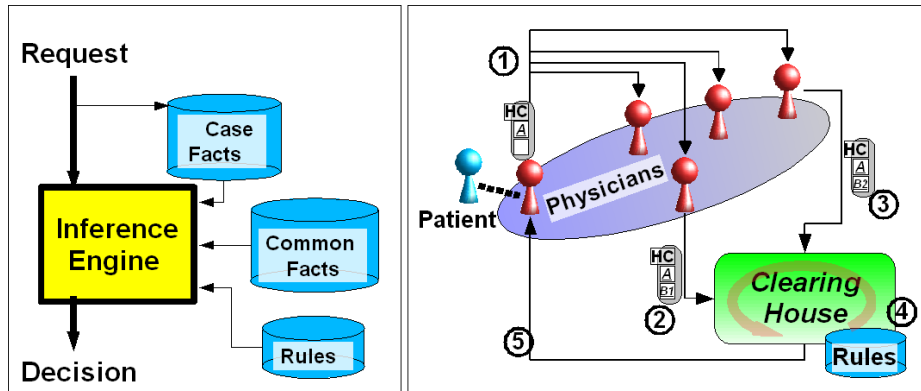 Request
Case
Facts
Inference
Engine
Common
Facts
Rules
Decision
1
HC
A
Physicians
Patient
HC
A
B2
3
HC
A
B1
2
Clearing
House
4
5
Rules